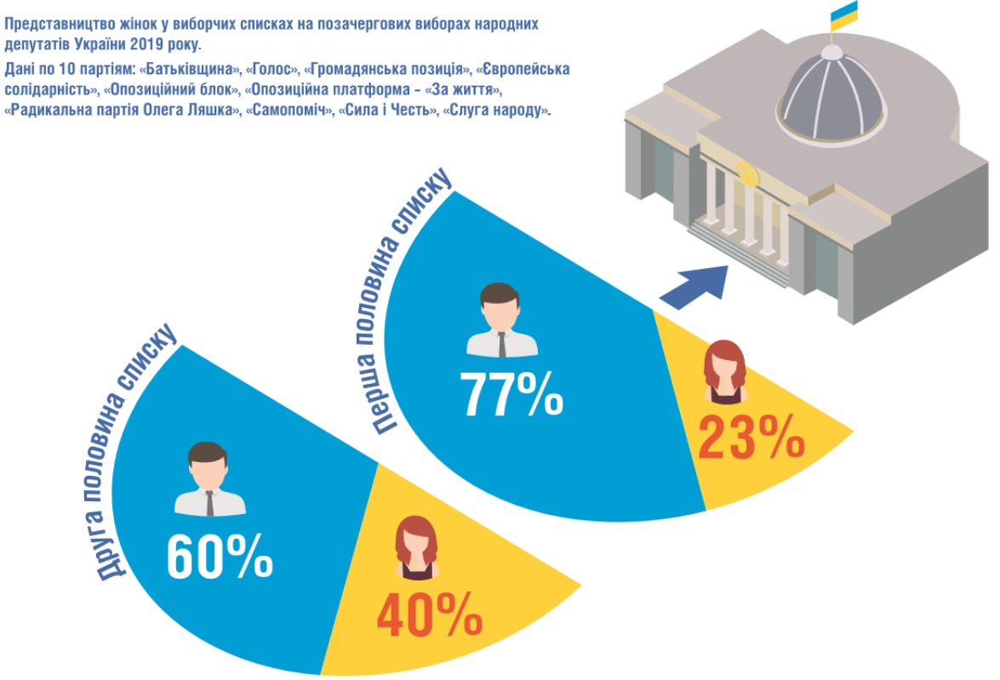 Представництво жінок у виборчих списках на позачергових виборах народних
депутатів України 2019 року.
Дані по 10 партіям: «Батьківщина», «Голос», «Громадянська позиція», «Європейська
солідарність», «Опозиційний блок», «Опозиційна платформа – «За життя»,
«Радикальна партія Олега Ляшка», «Самопоміч», «Сила і Честь», «Слуга народу».
Перша половина списку
77%
23%
Друга половина списку
60%
40%